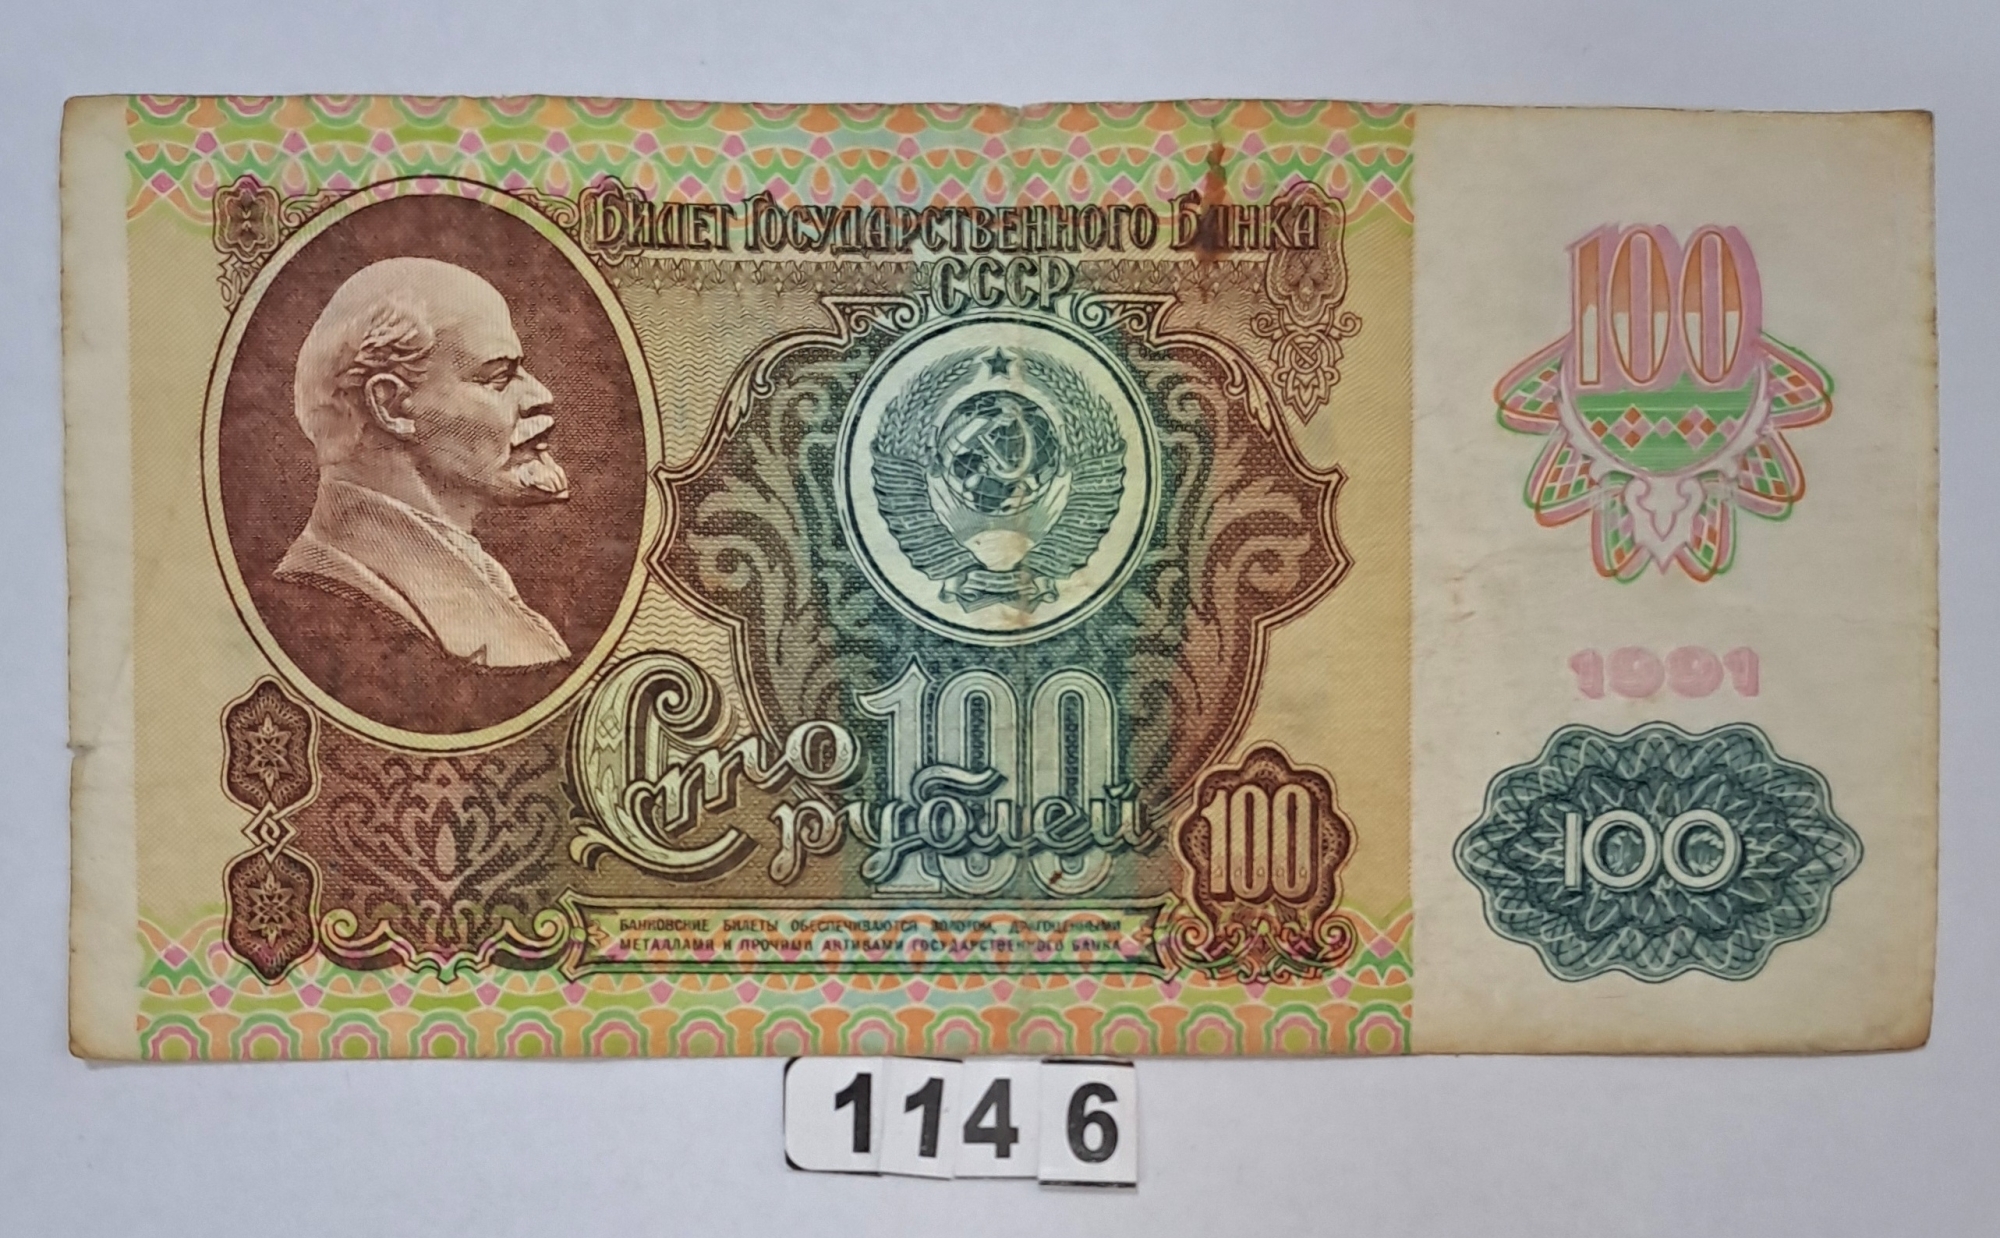 БИЛЕТ ГОСУДАРСТВЕННОГО БАНКА
СССР
100
1991
100
Сто
рублей
100
100
БАНКОВСКИЕ БИЛЕТЫ ОБЕСПЕЧИВАЮТСЯ ЗОЛОТОМ, ДРАГОЦЕННЫМИ
МЕТАЛЛАМИ И ПРОЧИМИ АКТИВАМИ ГОСУДАРСТВЕННОГО БАНКА
1146